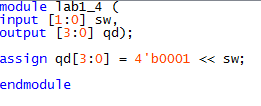 module lab1_4 (
input [1:0] sw,
output [3:0] qd);
assign qd[3:0] = 4'b0001 << sw;
endmodule